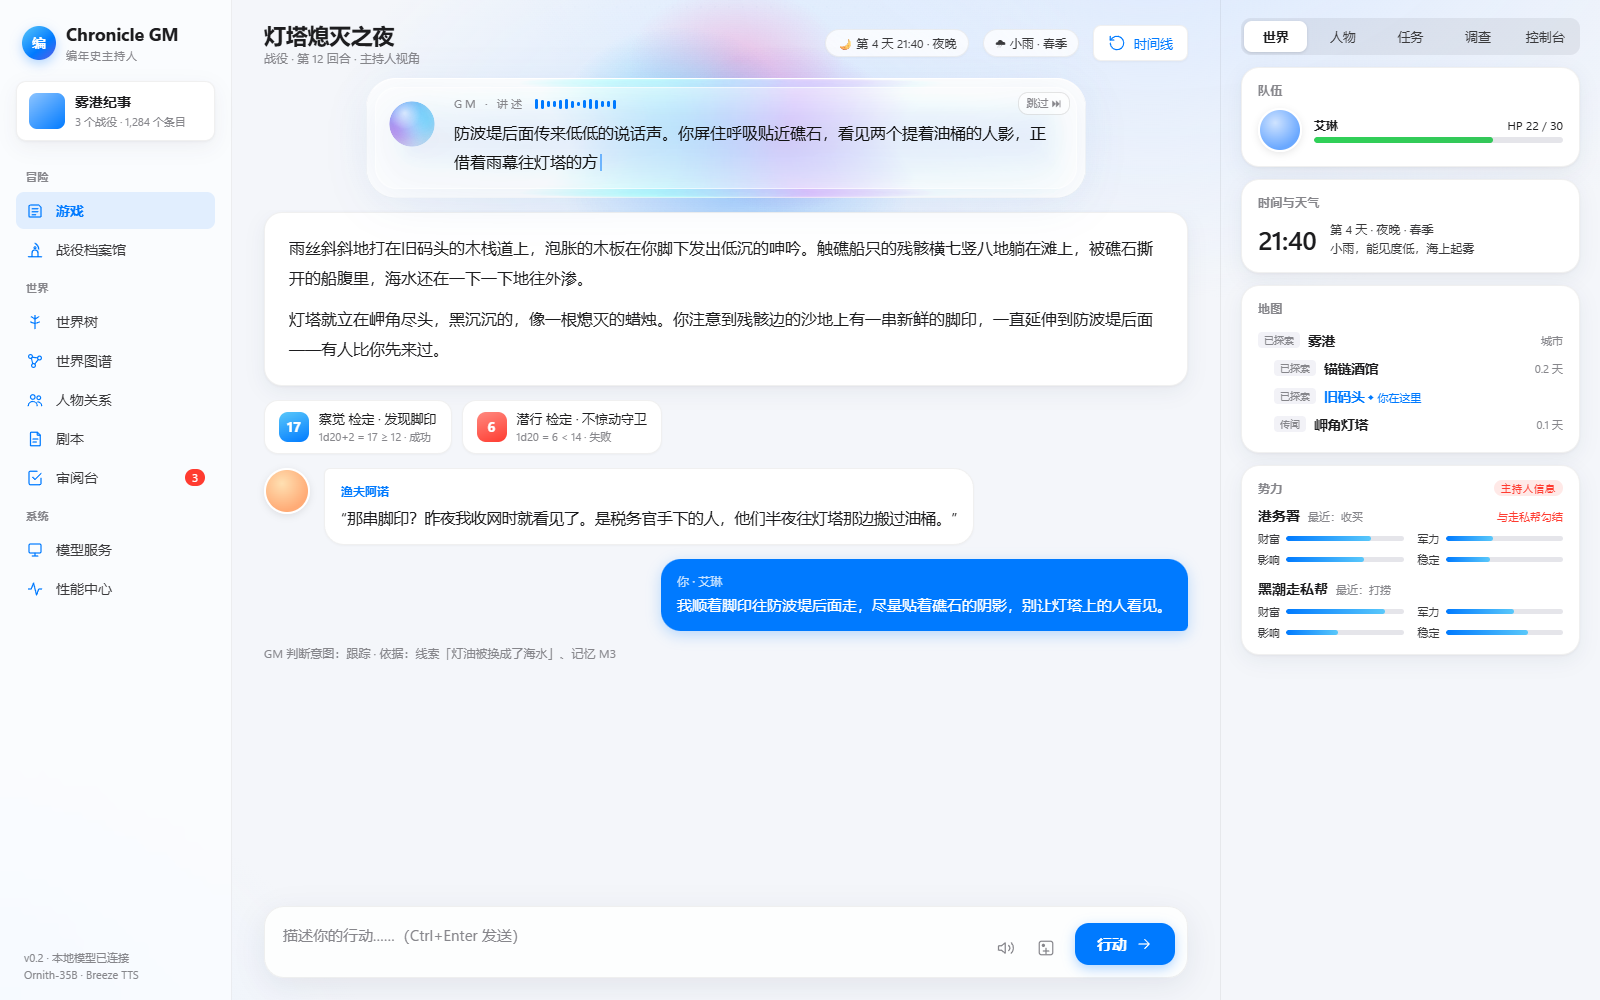 编
Chronicle GM
编年史主持人
雾港纪事
3 个战役 · 1,284 个条目
冒险
游戏
战役档案馆
世界
世界树
世界图谱
人物关系
剧本
审阅台
3
系统
模型服务
性能中心
v0.2 · 本地模型已连接
Ornith-35B · Breeze TTS
灯塔熄灭之夜
战役 · 第 12 回合 · 主持人视角
🌙 第 4 天 21:40 · 夜晚
🌧 小雨 · 春季
时间线
GM · 讲述
跳过 ⏭
防波堤后面传来低低的说话声。你屏住呼吸贴近礁石，看见两个提着油桶的人影，正
借着雨幕往灯塔的方
雨丝斜斜地打在旧码头的木栈道上，泡胀的木板在你脚下发出低沉的呻吟。触礁船只的残骸横七竖八地躺在滩上，被礁石撕
开的船腹里，海水还在一下一下地往外渗。
灯塔就立在岬角尽头，黑沉沉的，像一根熄灭的蜡烛。你注意到残骸边的沙地上有一串新鲜的脚印，一直延伸到防波堤后面
——有人比你先来过。
17
察觉 检定 · 发现脚印
1d20+2 = 17 ≥ 12 · 成功
6
潜行 检定 · 不惊动守卫
1d20 = 6 < 14 · 失败
渔夫阿诺
“那串脚印？昨夜我收网时就看见了。是税务官手下的人，他们半夜往灯塔那边搬过油桶。”
你 · 艾琳
我顺着脚印往防波堤后面走，尽量贴着礁石的阴影，别让灯塔上的人看见。
GM 判断意图：跟踪 · 依据：线索「灯油被换成了海水」、记忆 M3
描述你的行动……（Ctrl+Enter 发送）
行动 →
世界
人物
任务
调查
控制台
队伍
艾琳
HP 22 / 30
时间与天气
21:40
第 4 天 · 夜晚 · 春季
小雨，能见度低，海上起雾
地图
已探索 雾港 城市
已探索 锚链酒馆 0.2 天
已探索 旧码头 • 你在这里
传闻 岬角灯塔 0.1 天
势力
主持人信息
港务署 最近：收买 与走私帮勾结
财富 军力
影响 稳定
黑潮走私帮 最近：打捞
财富 军力
影响 稳定